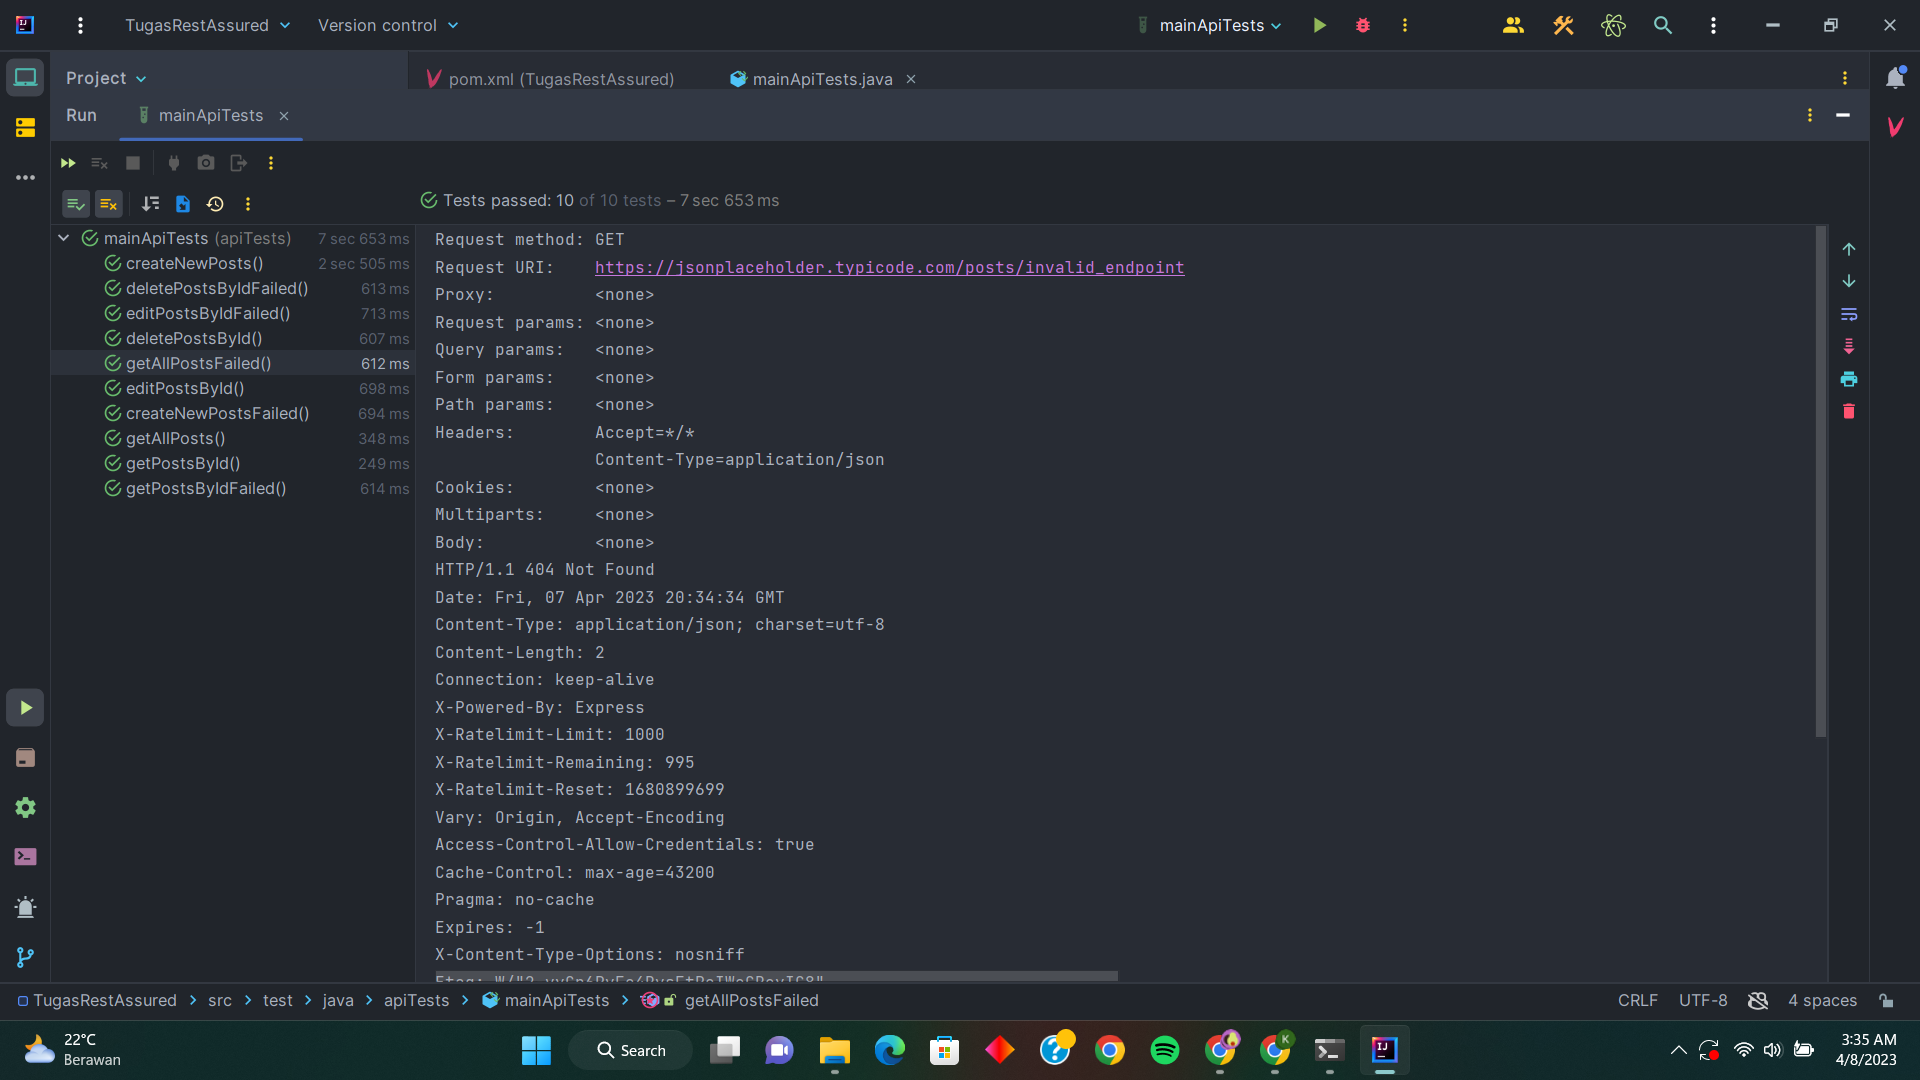 TugasRestAssured
Version control
mainApiTests
Project
pom.xml (TugasRestAssured)
mainApiTests.java
Run
mainApiTests
Tests passed: 10 of 10 tests – 7 sec 653 ms
mainApiTests (apiTests) 7 sec 653 ms
createNewPosts() 2 sec 505 ms
deletePostsByIdFailed() 613 ms
editPostsByIdFailed() 713 ms
deletePostsById() 607 ms
getAllPostsFailed() 612 ms
editPostsById() 698 ms
createNewPostsFailed() 694 ms
getAllPosts() 348 ms
getPostsById() 249 ms
getPostsByIdFailed() 614 ms
Request method: GET
Request URI: https://jsonplaceholder.typicode.com/posts/invalid_endpoint
Proxy: <none>
Request params: <none>
Query params: <none>
Form params: <none>
Path params: <none>
Headers: Accept=*/*
Content-Type=application/json
Cookies: <none>
Multiparts: <none>
Body: <none>
HTTP/1.1 404 Not Found
Date: Fri, 07 Apr 2023 20:34:34 GMT
Content-Type: application/json; charset=utf-8
Content-Length: 2
Connection: keep-alive
X-Powered-By: Express
X-Ratelimit-Limit: 1000
X-Ratelimit-Remaining: 995
X-Ratelimit-Reset: 1680899699
Vary: Origin, Accept-Encoding
Access-Control-Allow-Credentials: true
Cache-Control: max-age=43200
Pragma: no-cache
Expires: -1
X-Content-Type-Options: nosniff
TugasRestAssured > src > test > java > apiTests > mainApiTests > getAllPostsFailed
CRLF UTF-8 4 spaces
22°C
Berawan
Search
3:35 AM
4/8/2023